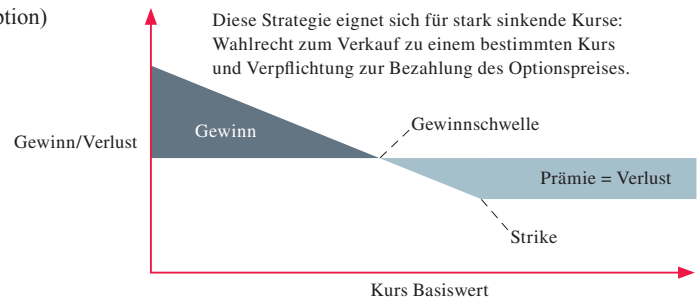 ption)
Diese Strategie eignet sich für stark sinkende Kurse:
Wahlrecht zum Verkauf zu einem bestimmten Kurs
und Verpflichtung zur Bezahlung des Optionspreises.
Gewinnschwelle
Gewinn
Gewinn/Verlust
Prämie = Verlust
Strike
Kurs Basiswert